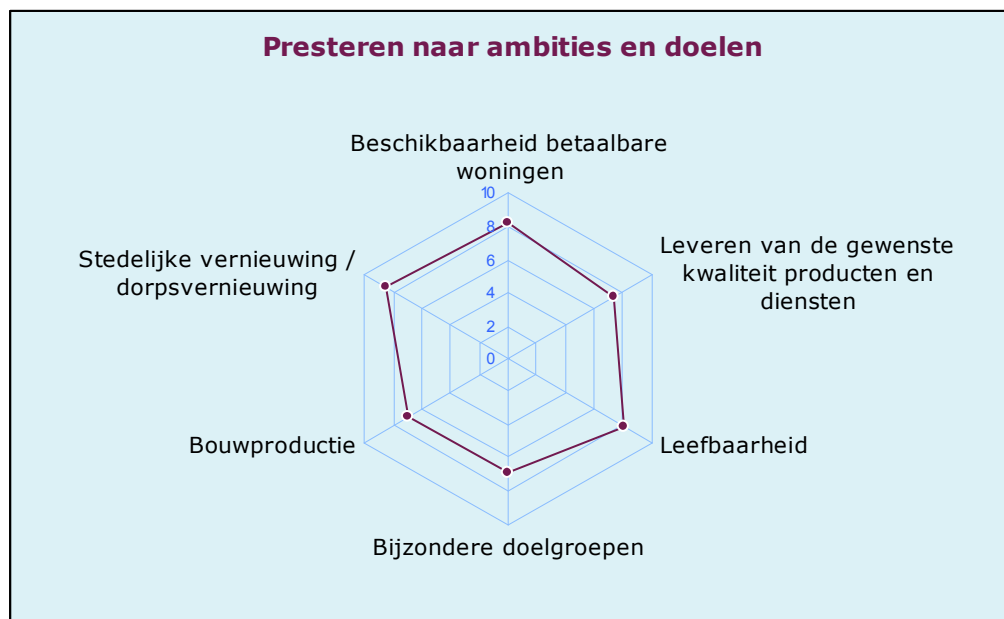 Presteren naar ambities en doelen
Beschikbaarheid betaalbare
woningen
10
8
6
4
2
0
Leveren van de gewenste
kwaliteit producten en
diensten
Leefbaarheid
Bijzondere doelgroepen
Bouwproductie
Stedelijke vernieuwing /
dorpsvernieuwing